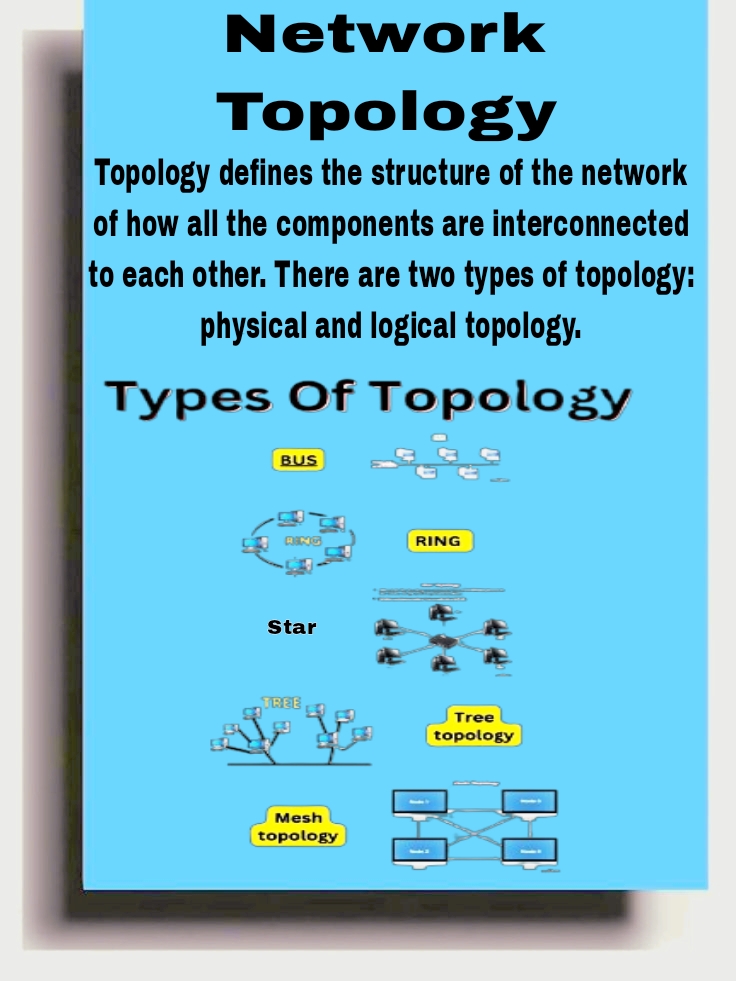 Network
Topology
Topology defines the structure of the network
of how all the components are interconnected
to each other. There are two types of topology:
physical and logical topology.
Types Of Topology
BUS
RING
RING
Star
TREE
Tree
topology
Mesh
topology